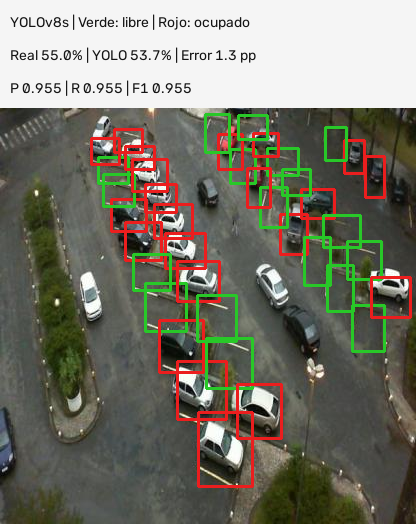 YOLOv8s | Verde: libre | Rojo: ocupado
Real 55.0% | YOLO 53.7% | Error 1.3 pp
P 0.955 | R 0.955 | F1 0.955